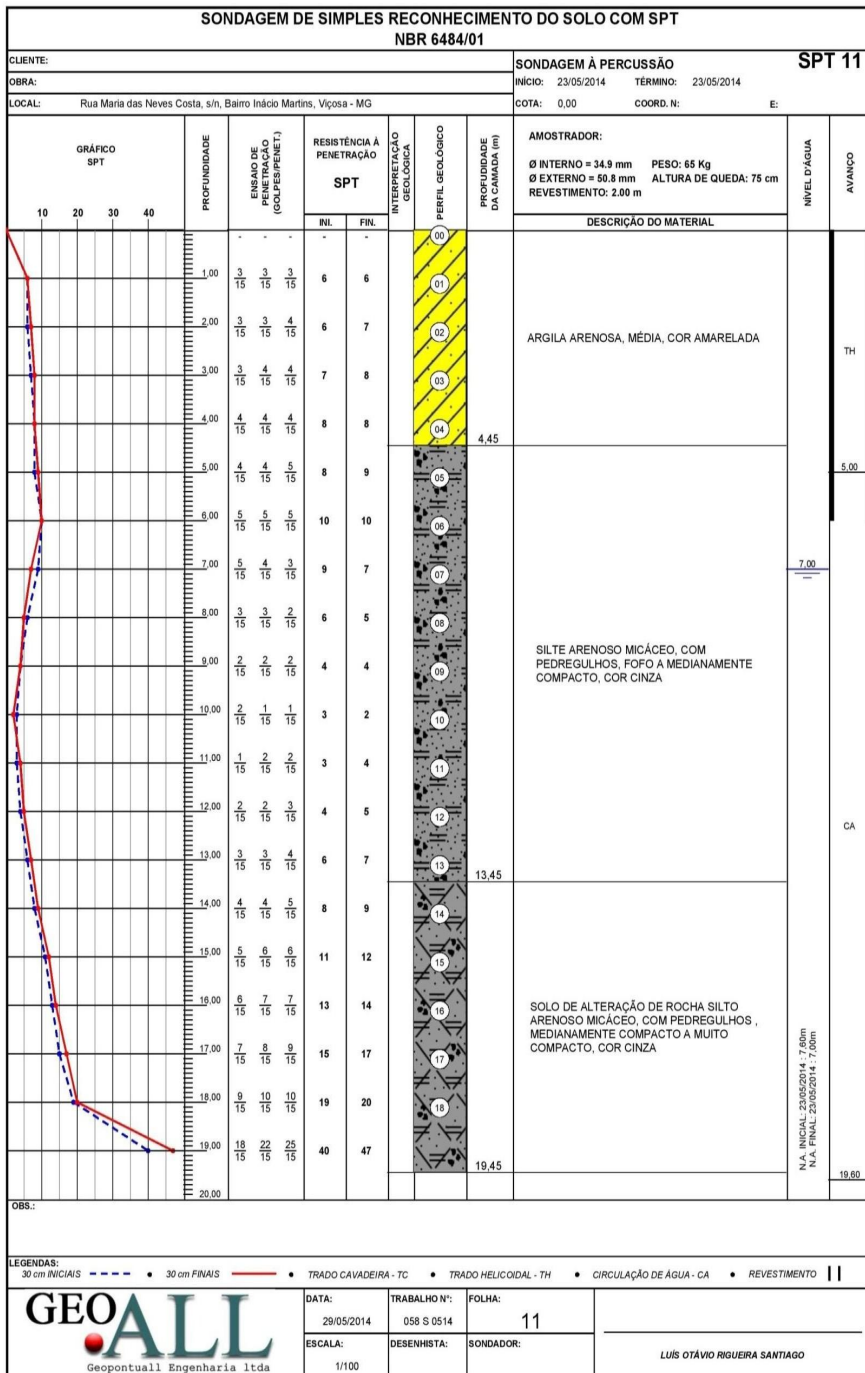 SONDAGEM DE SIMPLES RECONHECIMENTO DO SOLO COM SPT
NBR 6484/01
CLIENTE:
OBRA:
LOCAL: Rua Maria das Neves Costa, s/n, Bairro Inácio Martins, Viçosa - MG
SONDAGEM À PERCUSSÃO SPT 11
INÍCIO: 23/05/2014 TÉRMINO: 23/05/2014
COTA: 0,00 COORD. N: E:
GRÁFICO
SPT
10 20 30 40
PROFUNDIDADE
ENSAIO DE
PENETRAÇÃO
(GOLPES/PENET.)
RESISTÊNCIA À
PENETRAÇÃO
SPT
INI. FIN.
INTERPRETAÇÃO
GEOLÓGICA
PERFIL GEOLÓGICO
PROFUDIDADE
DA CAMADA (m)
AMOSTRADOR:
Ø INTERNO = 34.9 mm PESO: 65 Kg
Ø EXTERNO = 50.8 mm ALTURA DE QUEDA: 75 cm
REVESTIMENTO: 2.00 m
DESCRIÇÃO DO MATERIAL
NIVEL D'ÁGUA
AVANÇO
- - - - - 00
1,00 3/15 3/15 3/15 6 6 01
2,00 3/15 3/15 4/15 6 7 02
3,00 3/15 4/15 4/15 7 8 03
4,00 4/15 4/15 4/15 8 8 04
5,00 4/15 4/15 5/15 8 9 05
6,00 5/15 5/15 5/15 10 10 06
7,00 5/15 4/15 3/15 9 7 07
8,00 3/15 3/15 2/15 6 5 08
9,00 2/15 2/15 2/15 4 4 09
10,00 2/15 1/15 1/15 3 2 10
11,00 1/15 2/15 2/15 3 4 11
12,00 2/15 2/15 3/15 4 5 12
13,00 3/15 3/15 4/15 6 7 13
14,00 4/15 4/15 5/15 8 9 14
15,00 5/15 6/15 6/15 11 12 15
16,00 6/15 7/15 7/15 13 14 16
17,00 7/15 8/15 9/15 15 17 17
18,00 9/15 10/15 10/15 19 20 18
19,00 18/15 22/15 25/15 40 47
20,00
4,45
13,45
19,45
ARGILA ARENOSA, MÉDIA, COR AMARELADA
SILTE ARENOSO MICÁCEO, COM
PEDREGULHOS, FOFO A MEDIANAMENTE
COMPACTO, COR CINZA
SOLO DE ALTERAÇÃO DE ROCHA SILTO
ARENOSO MICÁCEO, COM PEDREGULHOS ,
MEDIANAMENTE COMPACTO A MUITO
COMPACTO, COR CINZA
7,00
N.A. INICIAL: 23/05/2014 : 7,60m
N.A. FINAL: 23/05/2014 : 7,00m
TH
5,00
CA
19,60
OBS.:
LEGENDAS:
30 cm INICIAIS • 30 cm FINAIS • TRADO CAVADEIRA - TC • TRADO HELICOIDAL - TH • CIRCULAÇÃO DE ÁGUA - CA • REVESTIMENTO
GEO ALL
Geopontuall Engenharia ltda
DATA: TRABALHO Nº: FOLHA:
29/05/2014 058 S 0514 11
ESCALA: DESENHISTA: SONDADOR:
1/100
LUÍS OTÁVIO RIGUEIRA SANTIAGO